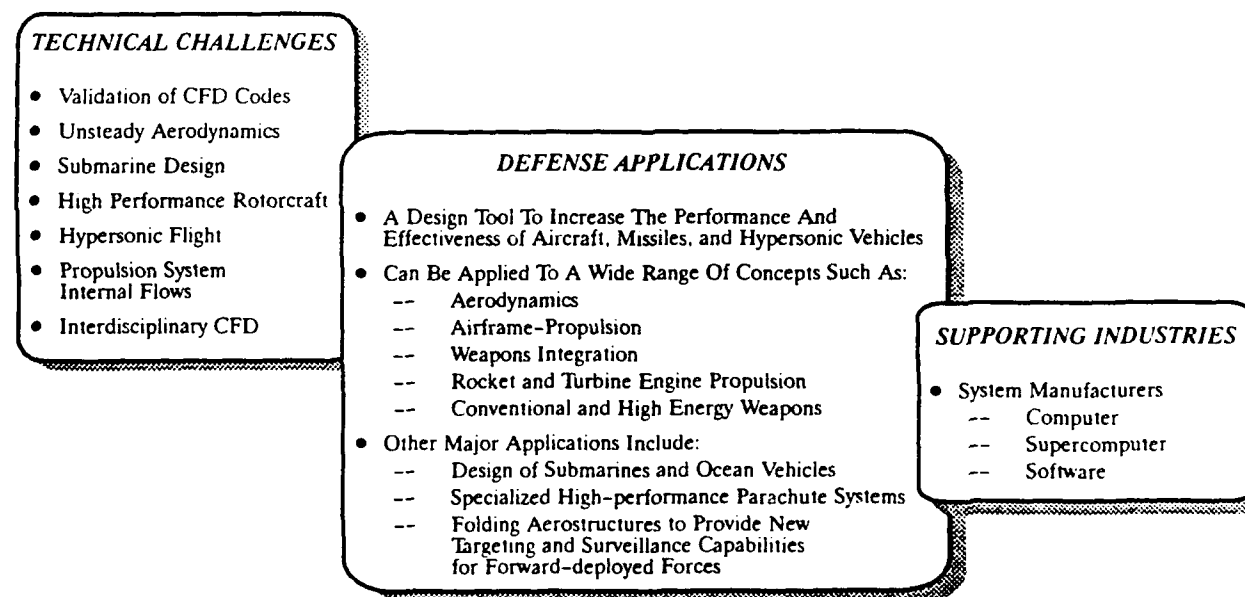 TECHNICAL CHALLENGES
• Validation of CFD Codes
• Unsteady Aerodynamics
• Submarine Design
• High Performance Rotorcraft
• Hypersonic Flight
• Propulsion System
Internal Flows
• Interdisciplinary CFD
DEFENSE APPLICATIONS
• A Design Tool To Increase The Performance And
Effectiveness of Aircraft, Missiles, and Hypersonic Vehicles
• Can Be Applied To A Wide Range Of Concepts Such As:
-- Aerodynamics
-- Airframe-Propulsion
-- Weapons Integration
-- Rocket and Turbine Engine Propulsion
-- Conventional and High Energy Weapons
• Other Major Applications Include:
-- Design of Submarines and Ocean Vehicles
-- Specialized High-performance Parachute Systems
-- Folding Aerostructures to Provide New
Targeting and Surveillance Capabilities
for Forward-deployed Forces
SUPPORTING INDUSTRIES
• System Manufacturers
-- Computer
-- Supercomputer
-- Software